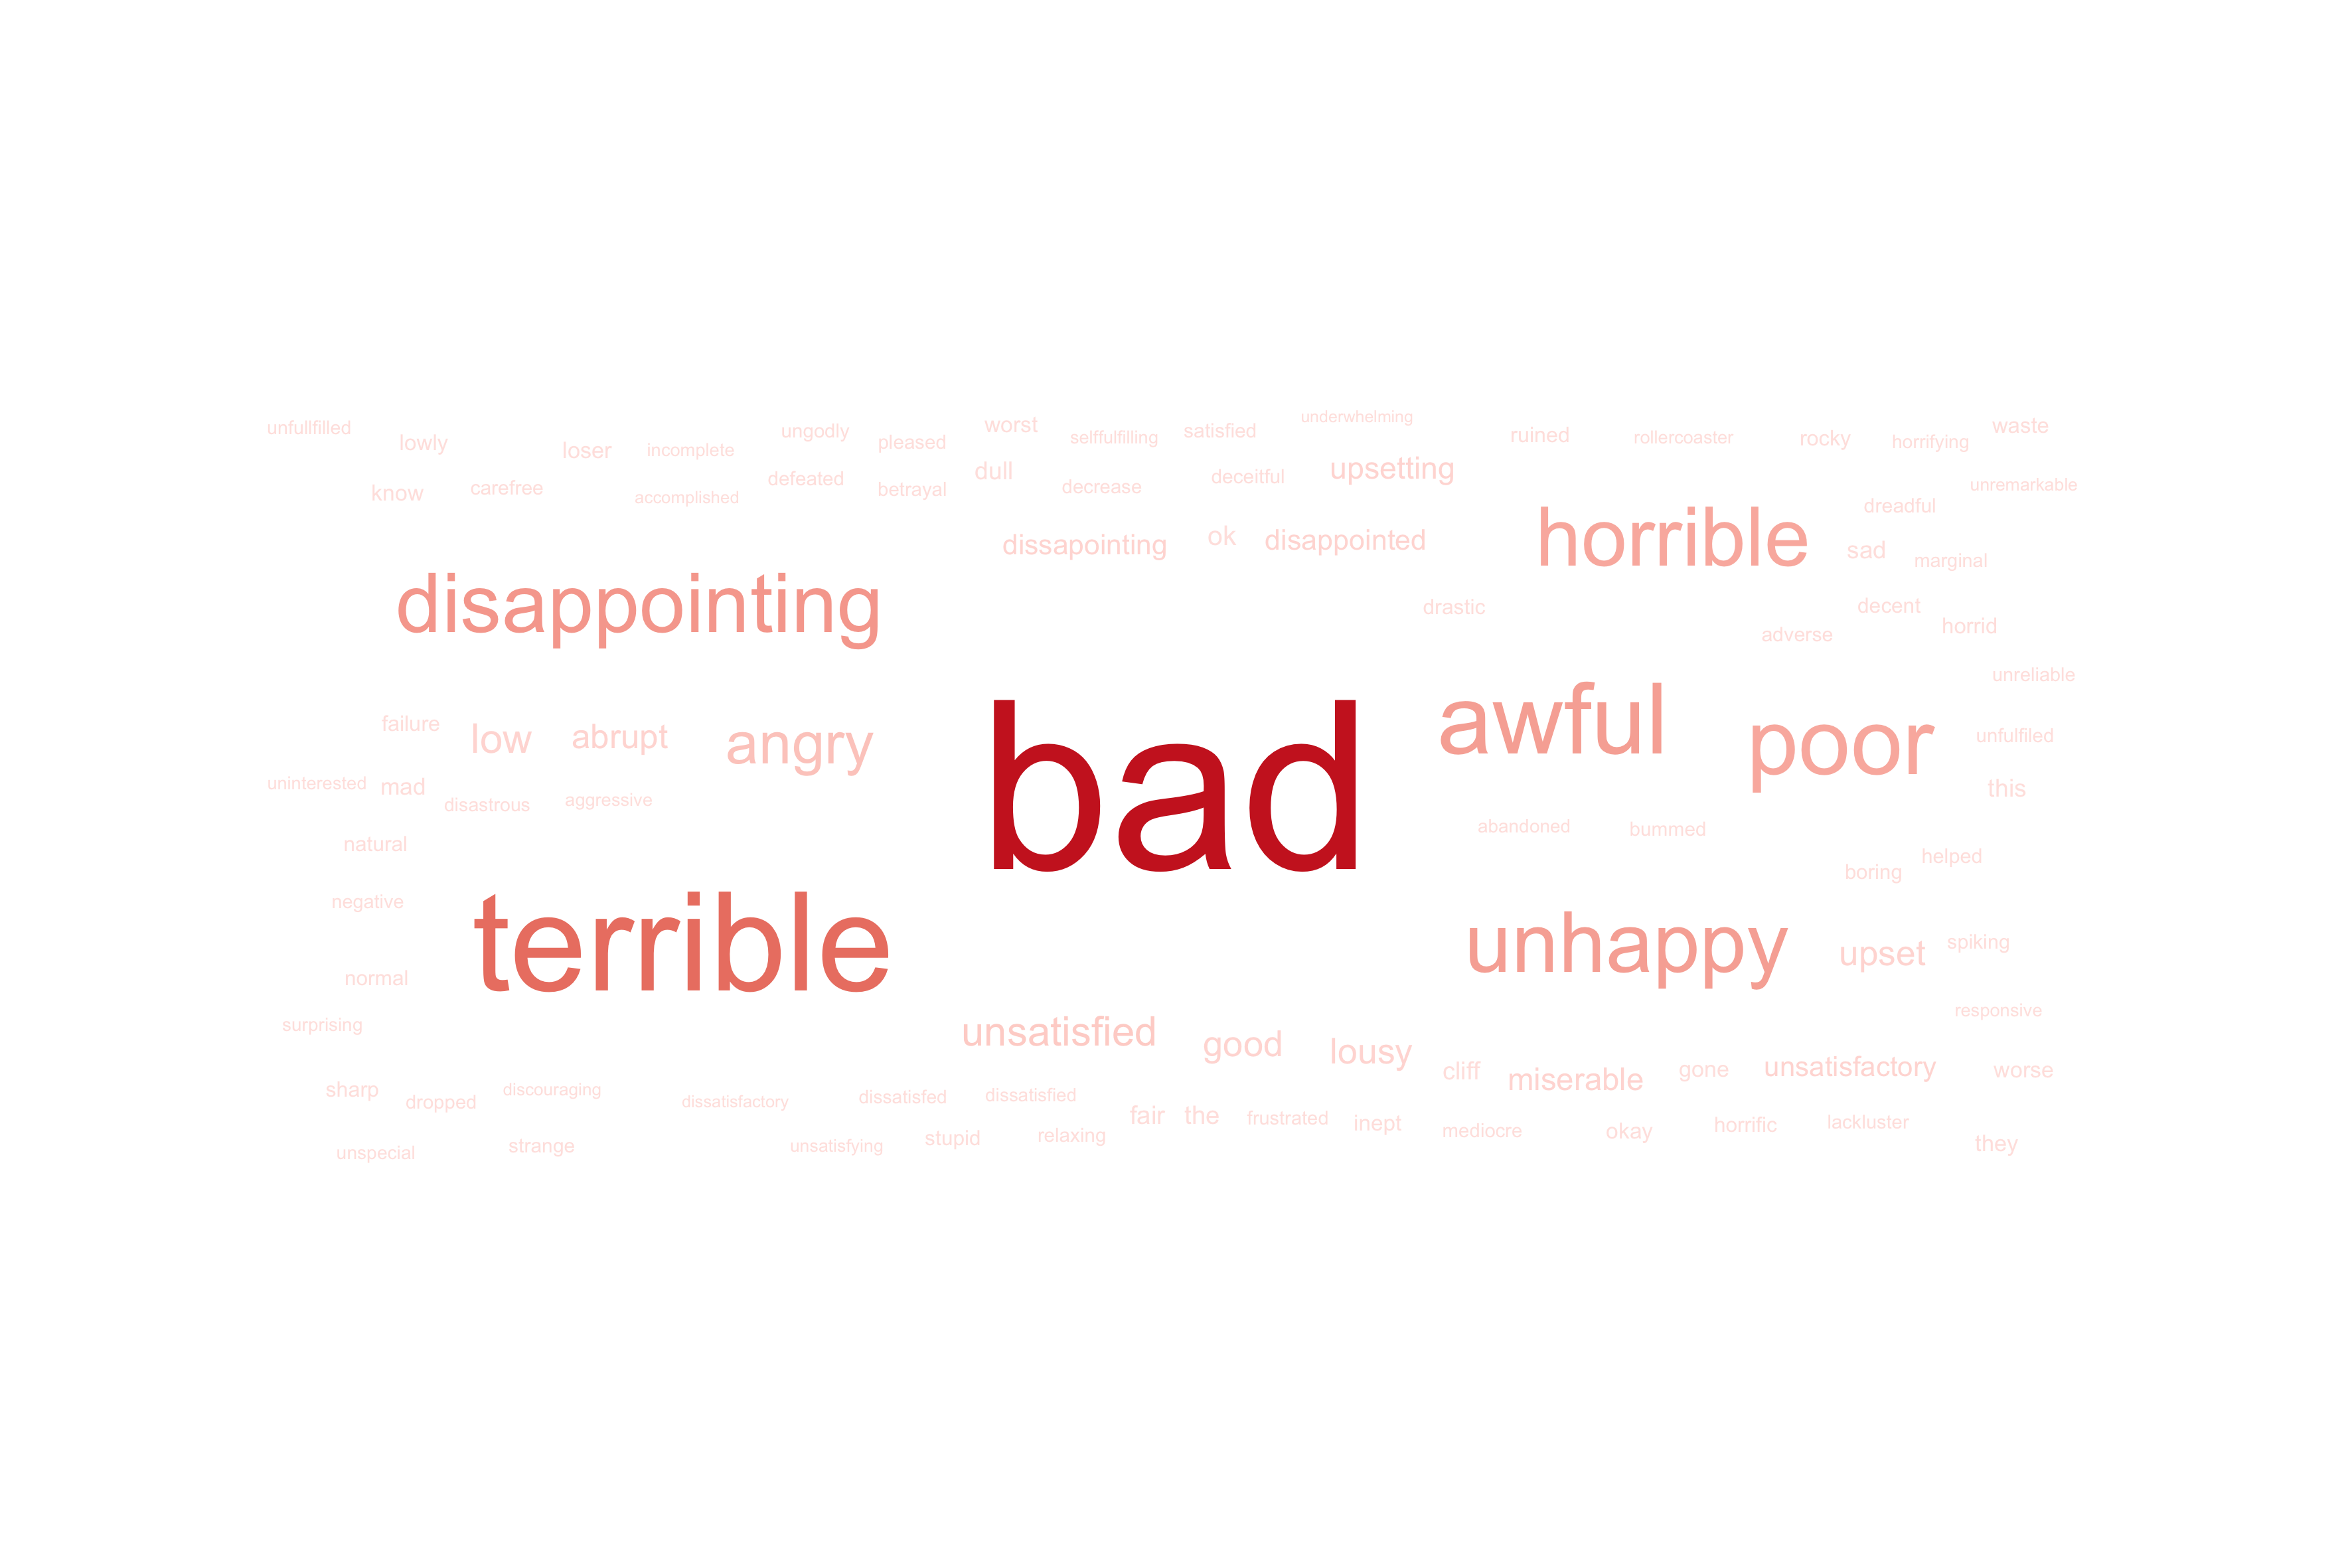 underwhelming
unfullfilled
lowly
loser
incomplete
ungodly
pleased
worst
selffulfilling
satisfied
ruined
rollercoaster
rocky
horrifying
waste
know
carefree
accomplished
defeated
betrayal
dull
decrease
deceitful
upsetting
unremarkable
dreadful
dissapointing
ok
disappointed
horrible
sad
marginal
disappointing
drastic
decent
adverse
horrid
unreliable
failure
low
abrupt
angry
bad
awful
poor
unfulfiled
uninterested
mad
disastrous
aggressive
this
abandoned
bummed
natural
helped
boring
negative
terrible
unhappy
upset
spiking
normal
surprising
unsatisfied
good
lousy
responsive
cliff
miserable
gone
unsatisfactory
worse
sharp
dropped
discouraging
dissatisfactory
dissatisfed
dissatisfied
fair
the
frustrated
inept
mediocre
okay
horrific
lackluster
they
unspecial
strange
unsatisfying
stupid
relaxing